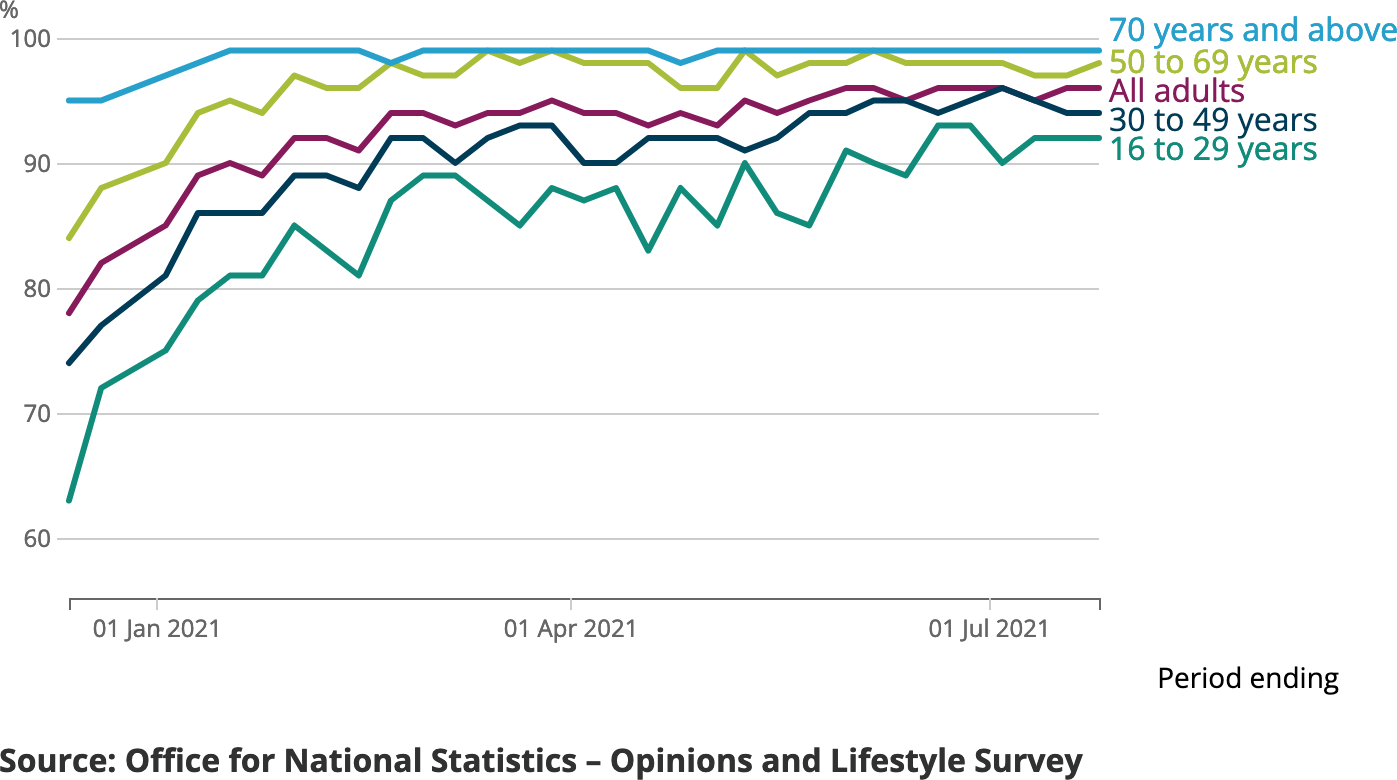 %
100
70 years and above
50 to 69 years
All adults
30 to 49 years
16 to 29 years
90
80
70
60
01 Jan 2021 01 Apr 2021 01 Jul 2021
Period ending
Source: Office for National Statistics – Opinions and Lifestyle Survey